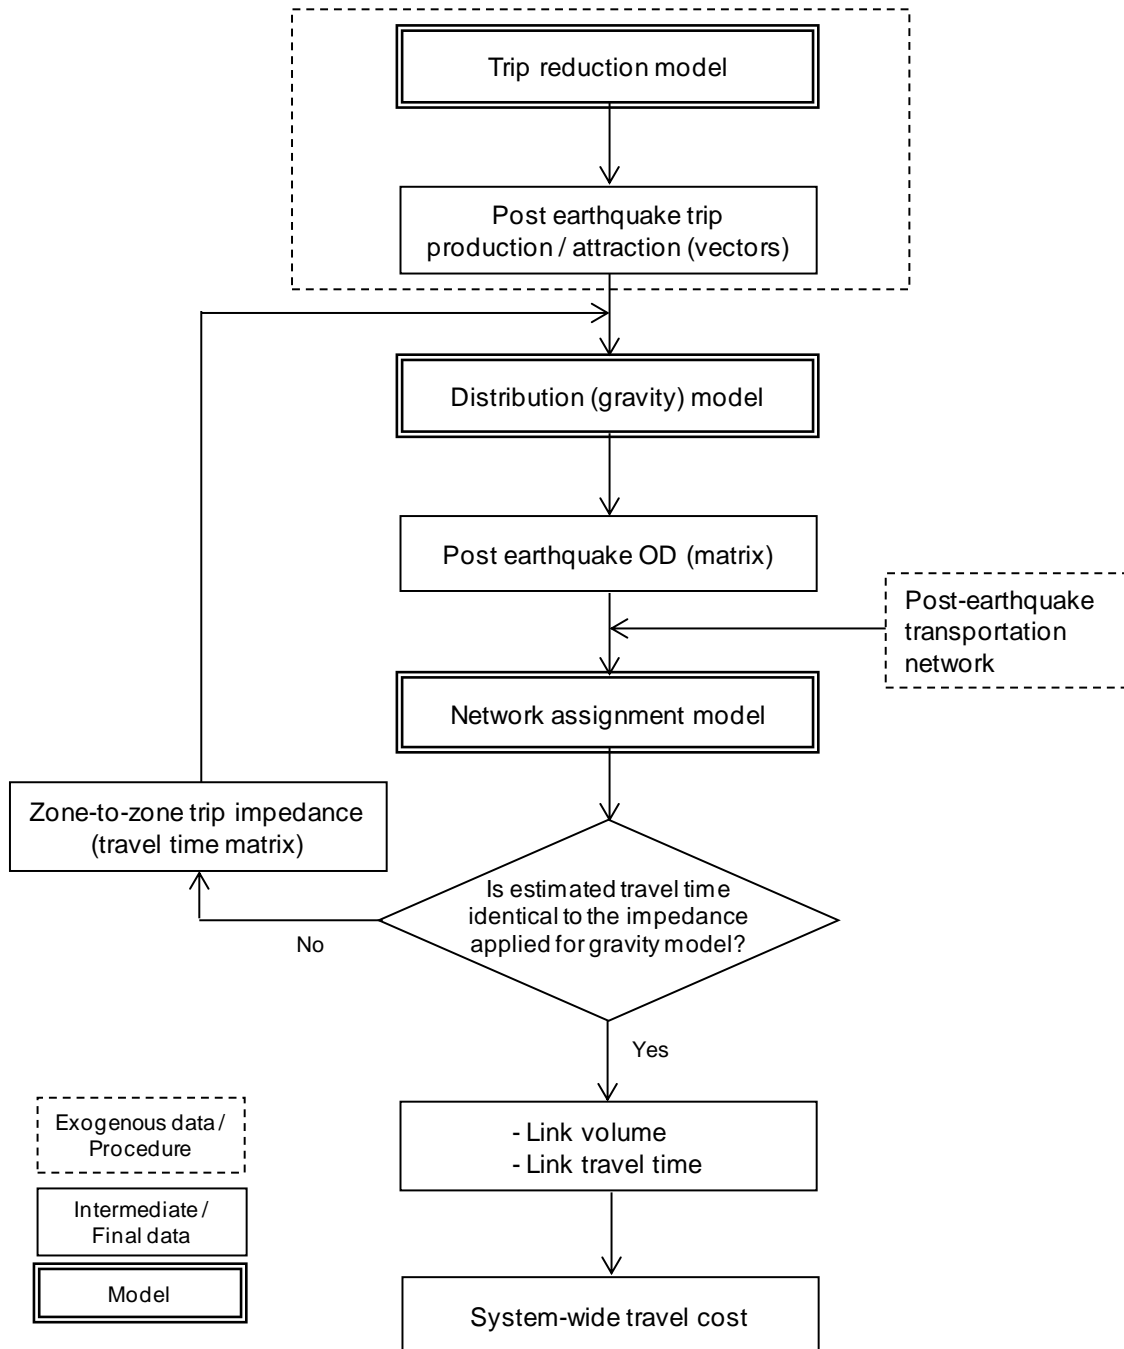 Trip reduction model
Post earthquake trip
production / attraction (vectors)
Distribution (gravity) model
Post earthquake OD (matrix)
Post-earthquake
transportation
network
Network assignment model
Zone-to-zone trip impedance
(travel time matrix)
Is estimated travel time
identical to the impedance
applied for gravity model?
No
Yes
- Link volume
- Link travel time
System-wide travel cost
Exogenous data /
Procedure
Intermediate /
Final data
Model